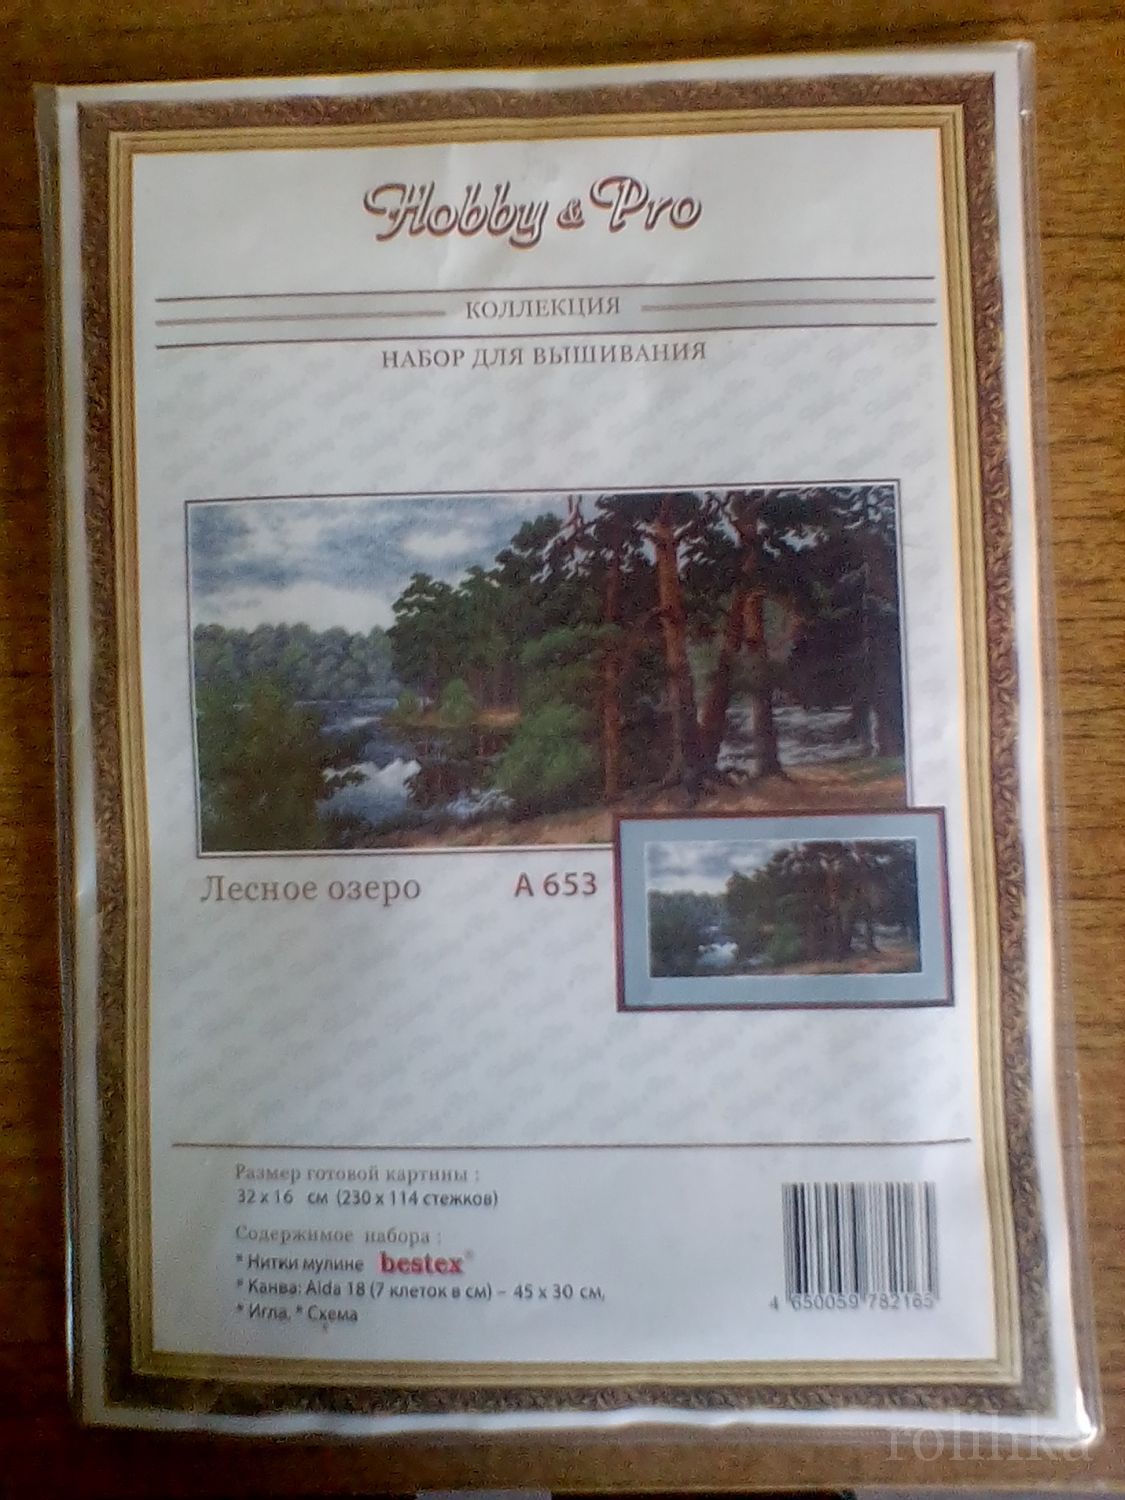 Hobby & Pro
КОЛЛЕКЦИЯ
НАБОР ДЛЯ ВЫШИВАНИЯ
Лесное озеро
А 653
Размер готовой картины :
32 х 16 см (230 х 114 стежков)
Содержимое набора :
* Нитки мулине bestex®
* Канва: Aida 18 (7 клеток в см) – 45 х 30 см,
* Игла, * Схема
4 650059 782165
rolihka